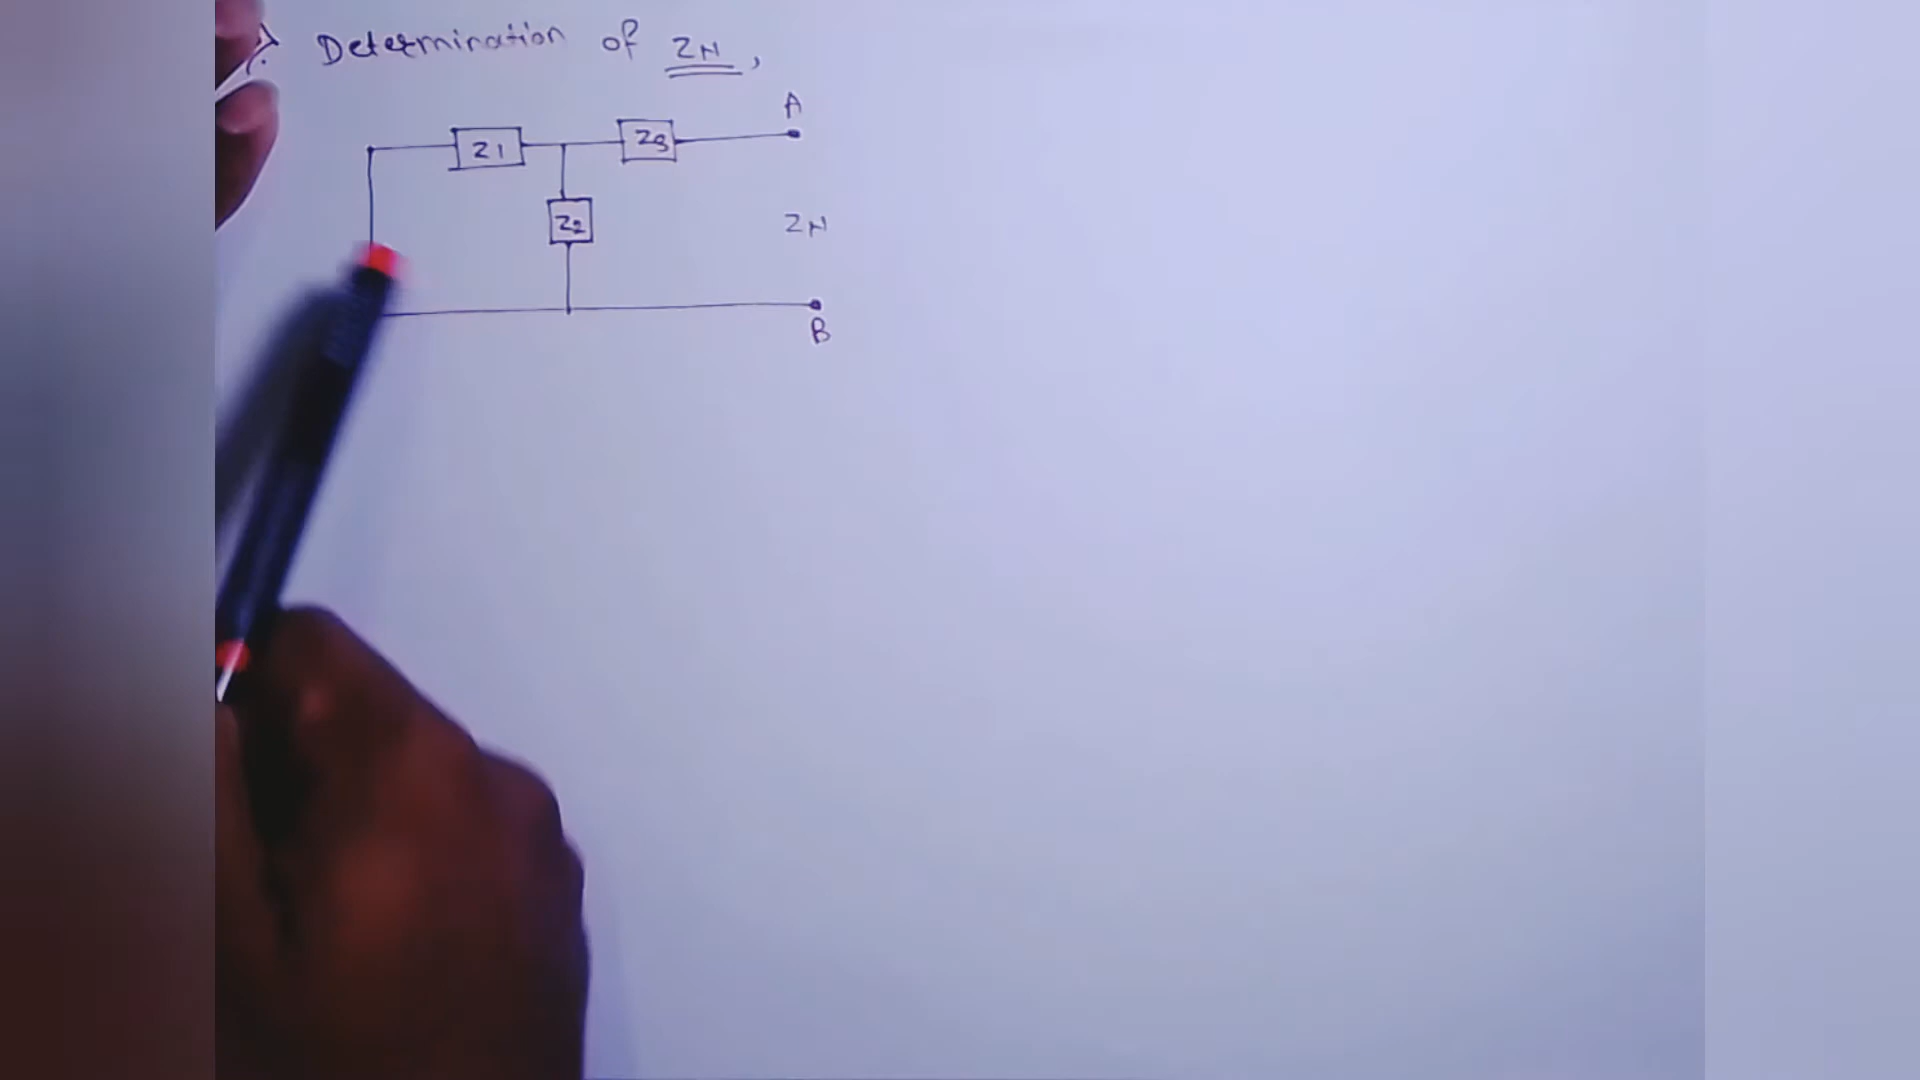 Determination of ZN,
A
Z1
Z3
Z2
ZN
B